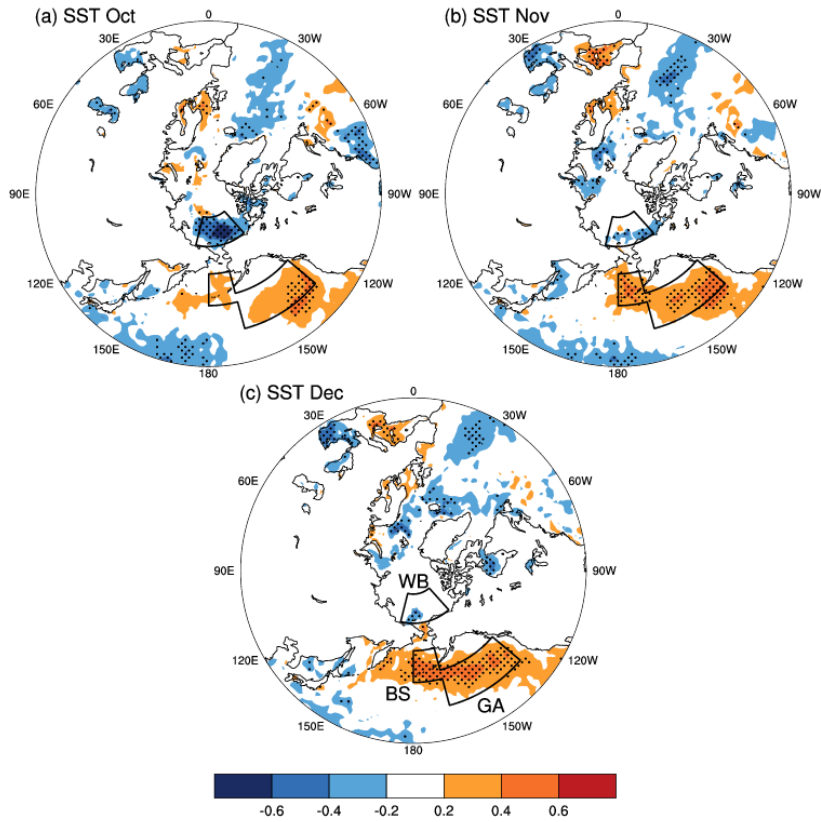 (a) SST Oct
0
30E
30W
60E
60W
90E
90W
120E
120W
150E
150W
180
(b) SST Nov
0
30E
30W
60E
60W
90E
90W
120E
120W
150E
150W
180
(c) SST Dec
0
30E
30W
60E
60W
90E
90W
WB
120E
120W
BS
GA
150E
150W
180
-0.6 -0.4 -0.2 0.2 0.4 0.6